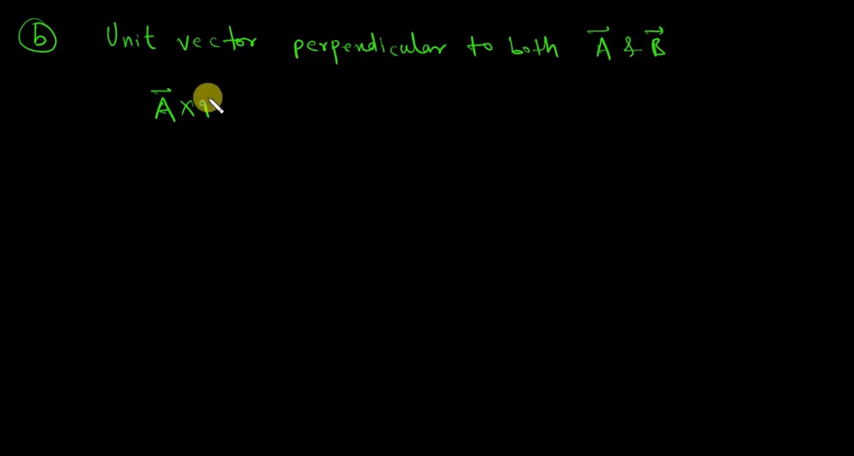 (b) Unit vector perpendicular to both A⃗ & B⃗
A⃗ ×